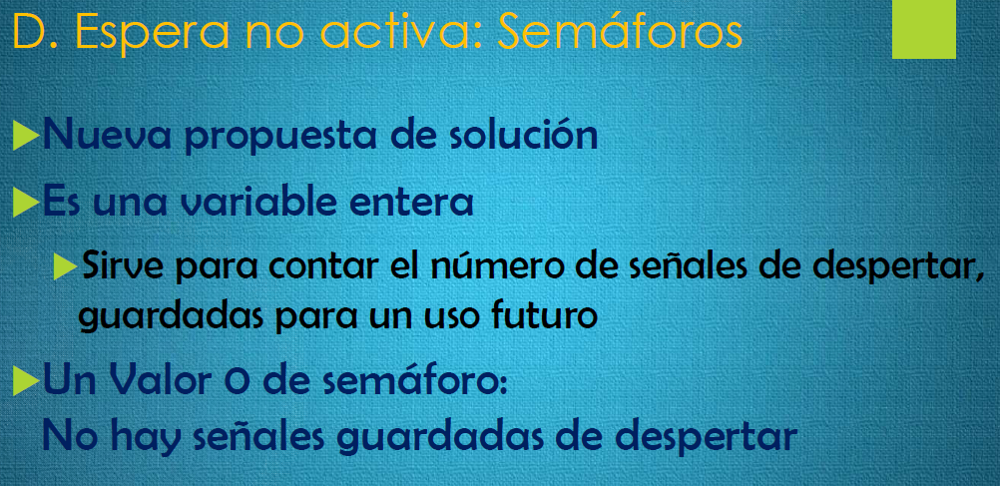 D. Espera no activa: Semáforos
Nueva propuesta de solución
Es una variable entera
Sirve para contar el número de señales de despertar,
guardadas para un uso futuro
Un Valor 0 de semáforo:
No hay señales guardadas de despertar